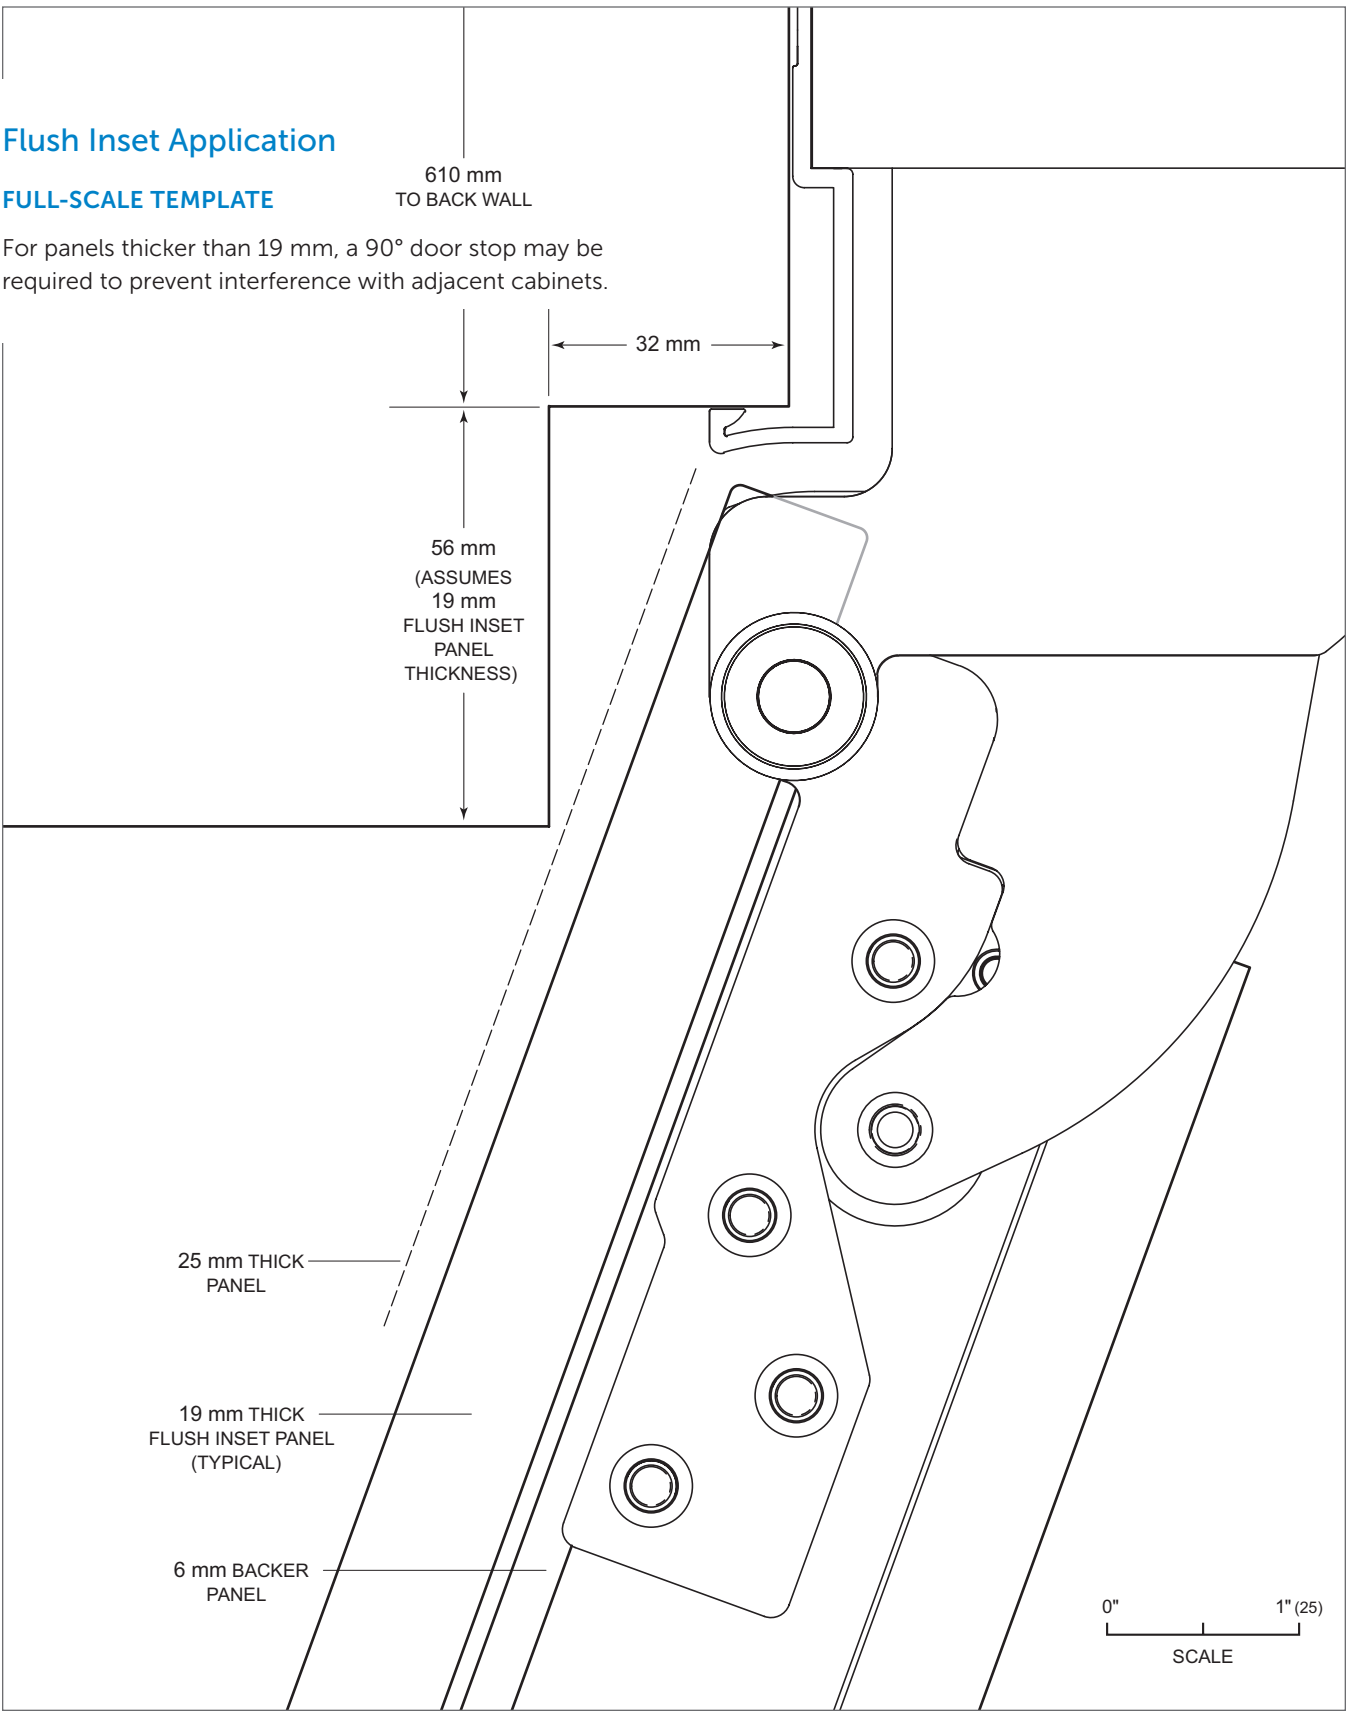 Flush Inset Application
FULL-SCALE TEMPLATE
For panels thicker than 19 mm, a 90° door stop may be
required to prevent interference with adjacent cabinets.
610 mm
TO BACK WALL
32 mm
56 mm
(ASSUMES
19 mm
FLUSH INSET
PANEL
THICKNESS)
25 mm THICK
PANEL
19 mm THICK
FLUSH INSET PANEL
(TYPICAL)
6 mm BACKER
PANEL
0" 1" (25)
SCALE